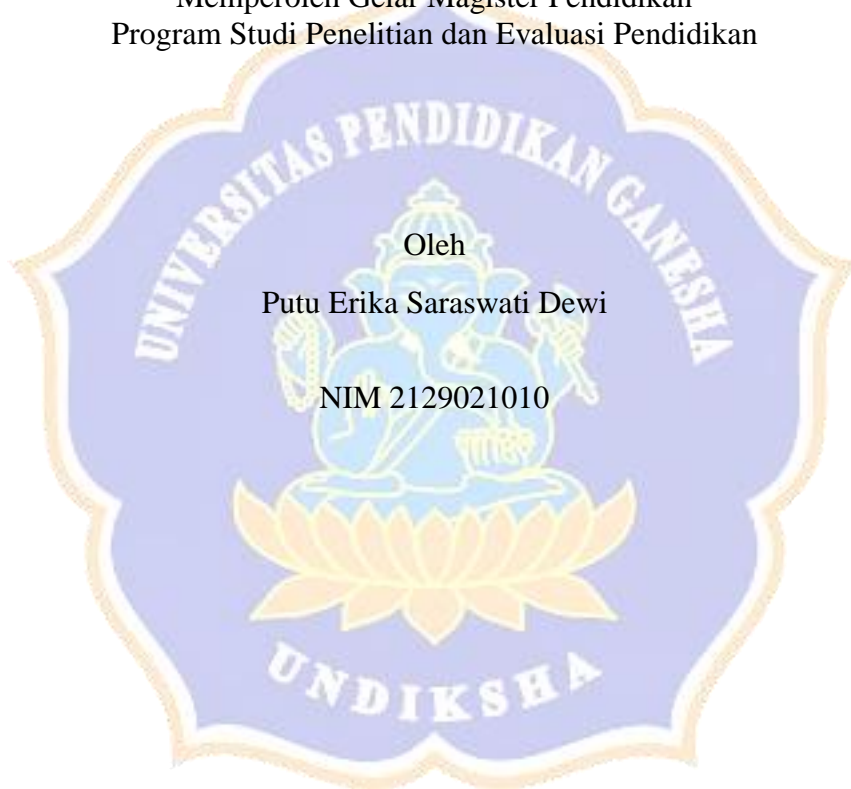 Memperoleh Gelar Magister Pendidikan
Program Studi Penelitian dan Evaluasi Pendidikan
UNIVERSITAS PENDIDIKAN GANESHA
Oleh
Putu Erika Saraswati Dewi
NIM 2129021010
UNDIKSHA